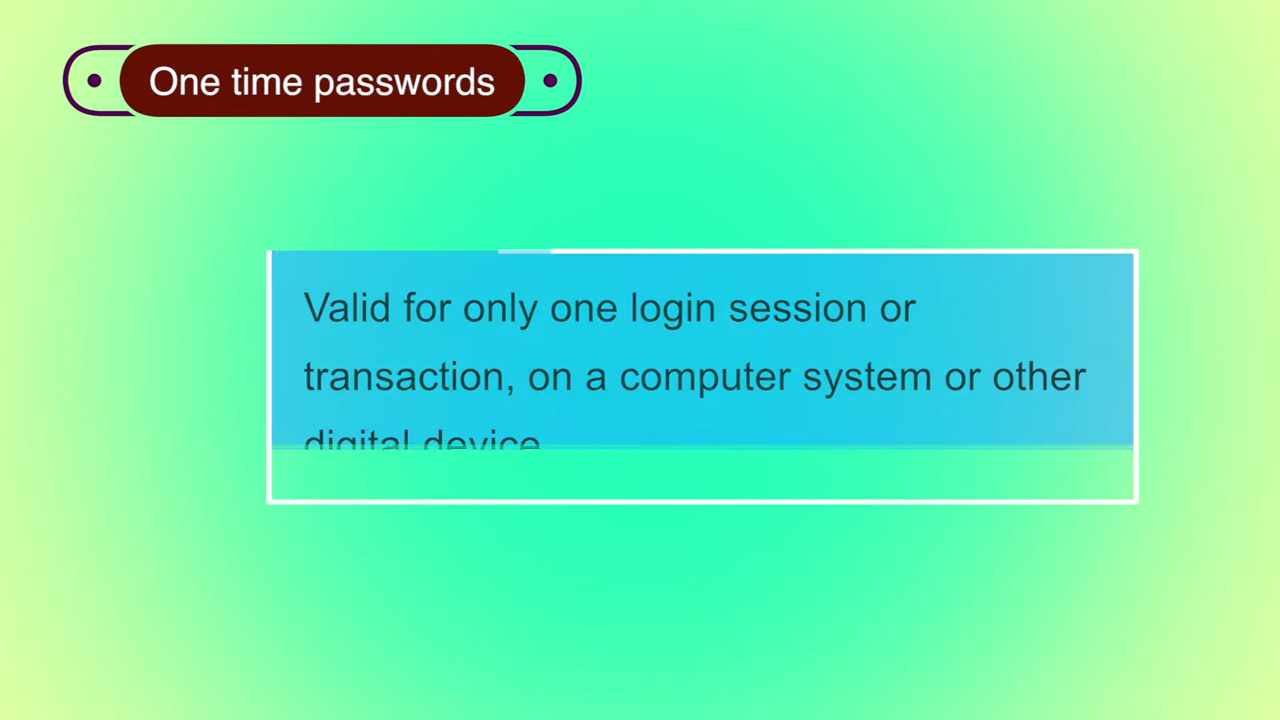 One time passwords
Valid for only one login session or
transaction, on a computer system or other
digital device